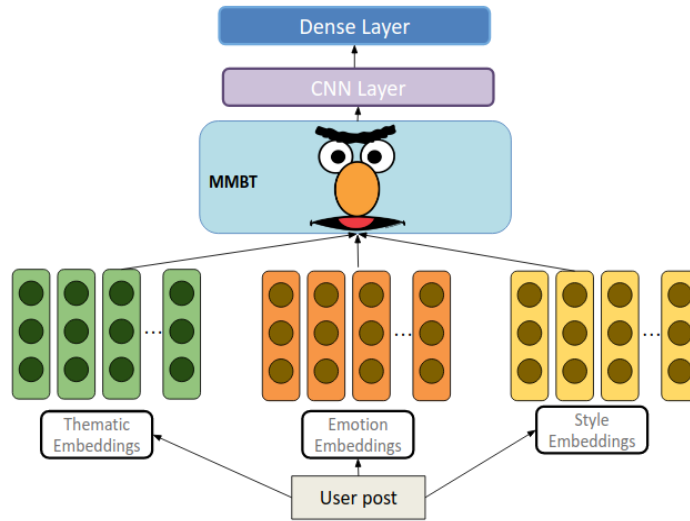 Dense Layer
CNN Layer
MMBT
...
...
...
Thematic
Embeddings
Emotion
Embeddings
Style
Embeddings
User post